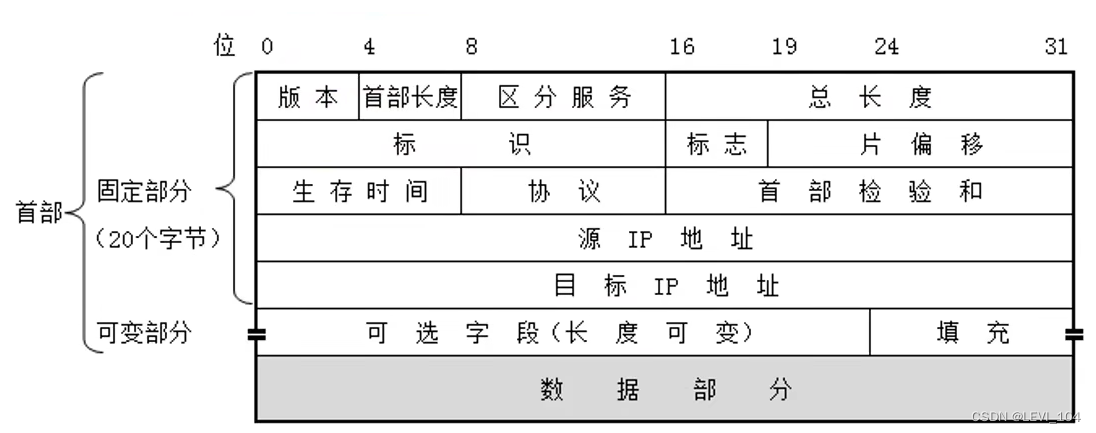 位 0 4 8 16 19 24 31
版本 首部长度 区分服务 总长度
标识 标志 片偏移
生存时间 协议 首部检验和
源IP地址
目标IP地址
可选字段(长度可变) 填充
数据部分
首部
固定部分
(20个字节)
可变部分
CSDN @LEVI_104